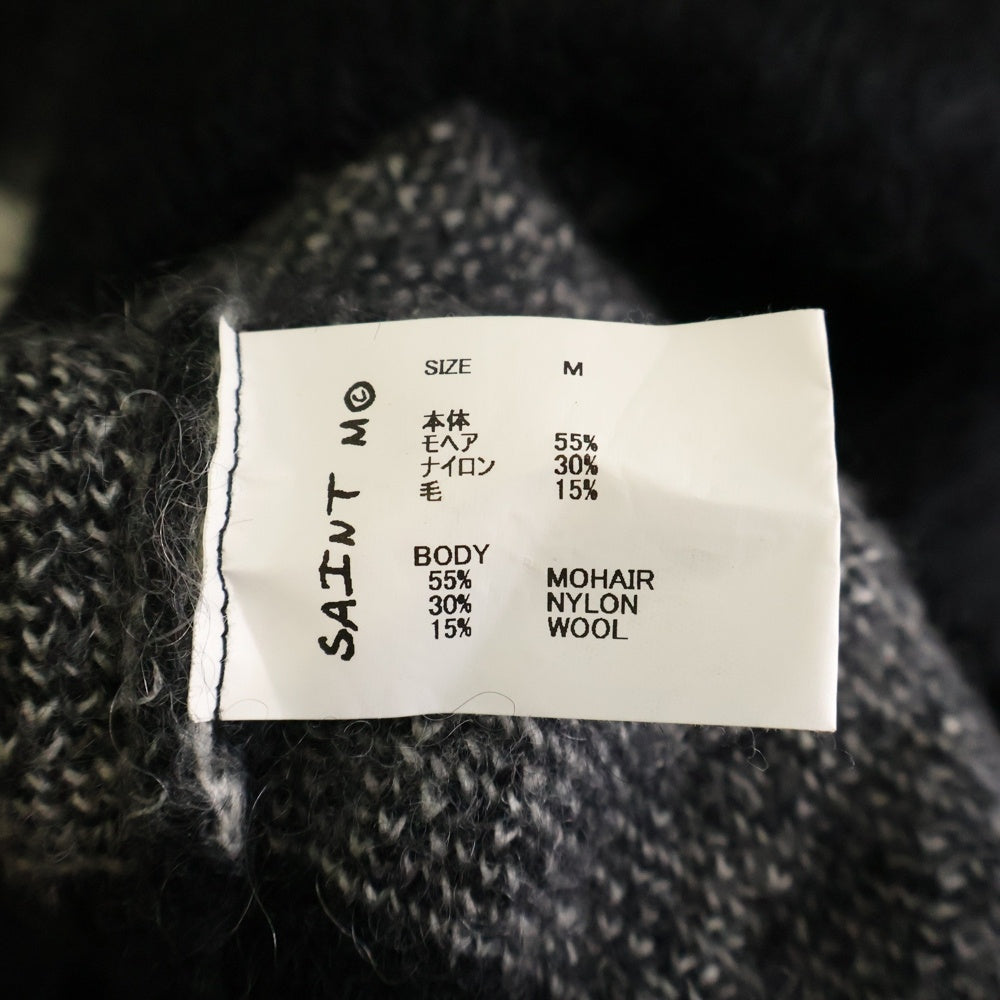 SAINT M©
SIZE M
本体
モヘア 55%
ナイロン 30%
毛 15%
BODY
55% MOHAIR
30% NYLON
15% WOOL